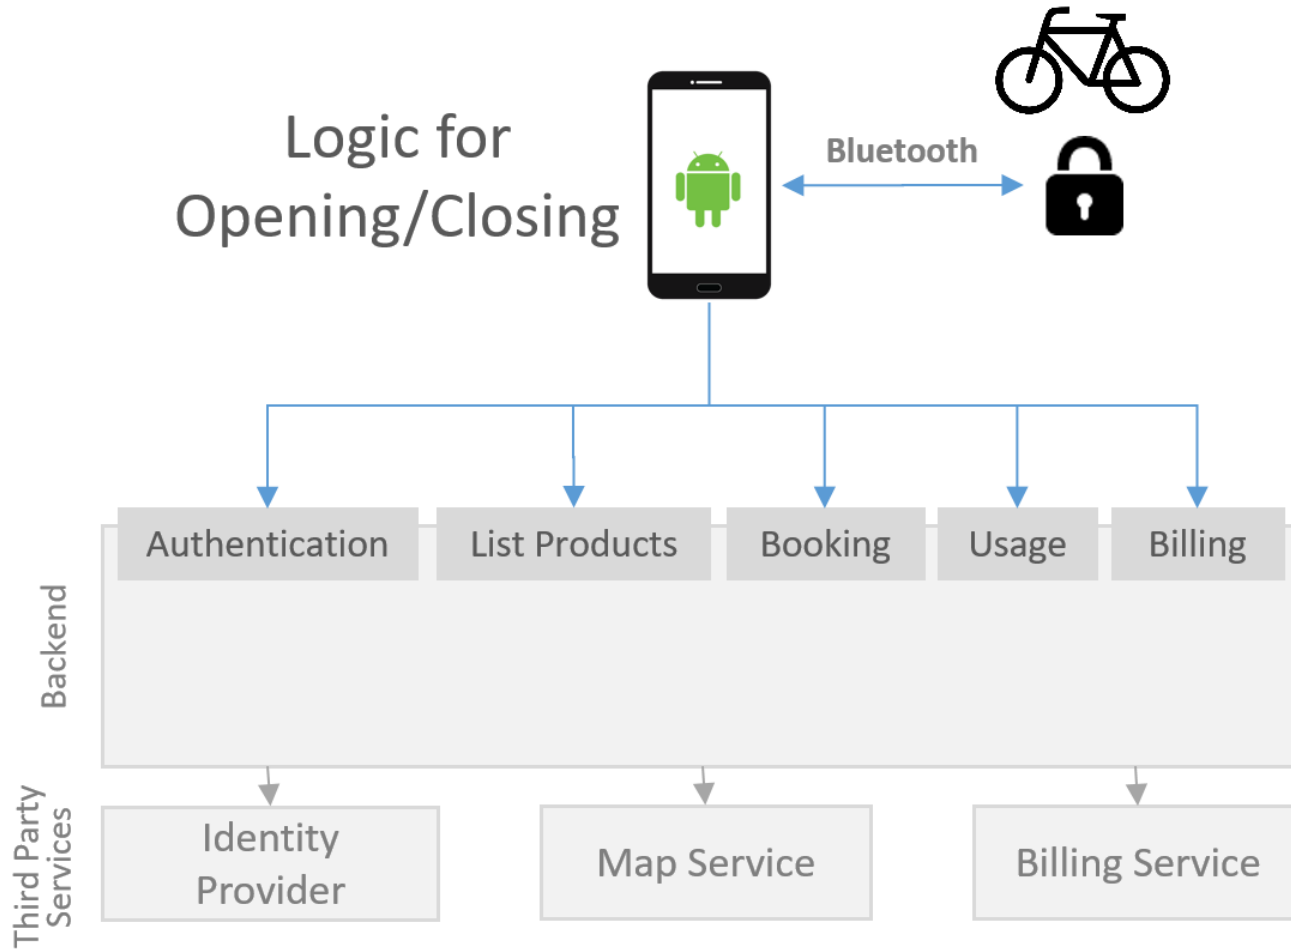 Logic for
Opening/Closing
Bluetooth
Authentication
List Products
Booking
Usage
Billing
Backend
Third Party
Services
Identity
Provider
Map Service
Billing Service